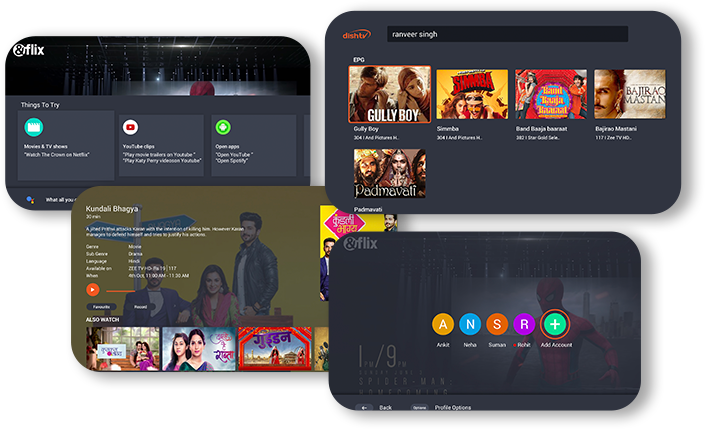 &flix
Things To Try
Movies & TV shows
"Watch The Crown on Netflix"
YouTube clips
"Play movie trailers on Youtube "
"Play Katy Perry videoson Youtube"
Open apps
"Open YouTube "
"Open Spotify"
What all you
dishtv
ranveer singh
EPG
GULLY BOY
SIMMBA
Band Baaja Baaraat
BAJIRAO MASTANI
Gully Boy
304 I And Pictures H..
Simmba
304 I And Pictures H..
Band Baaja baaraat
382 I Star Gold Sele..
Bajirao Mastani
117 I Zee TV HD..
PADMAVATI
Padmavati
Kundali Bhagya
30 min
A jilted Prithvi attacks Karan with the intention of killing him. However Karan
manages to defend himself and tries to justify his actions.
Genre Movie
Sub Genre Drama
Language Hindi
Available on ZEE TV HD
When 4th Oct, 11:00 AM - 11:30 AM
Favourite Record
कुंडली भाग्य
ALSO WATCH
गुड्डन
&flix
A N S R +
Ankit Neha Suman Rohit Add Account
1PM/9PM
SPIDER-MAN:
HOMECOMING
Back Profile Options